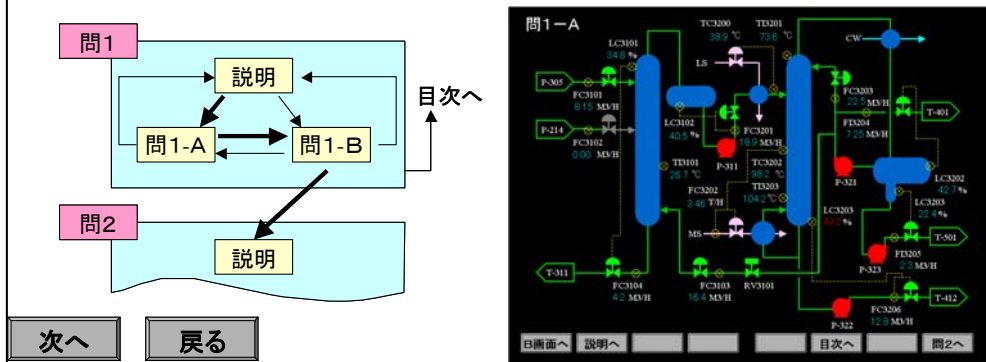 問1
説明
問1-A
問1-B
目次へ
問2
説明
次へ
戻る
問1-A
TC3200
38.9 ℃
TI3201
73.6 ℃
CW
LC3101
34.8 %
LS
P-305
FC3101
8.15 M3/H
FC3203
22.5 M3/H
T-401
P-214
FC3102
0.00 M3/H
LC3102
40.5 %
FC3201
18.9 M3/H
FI3204
7.25 M3/H
P-311
TI3101
26.7 ℃
TC3202
98.2 ℃
P-321
FC3202
3.46 T/H
TI3203
104.2 ℃
LC3202
42.7 %
LC3203
49.2 %
LC3203
22.4 %
MS
T-501
P-323
FI3205
2.3 M3/H
T-311
FC3104
4.2 M3/H
FC3103
16.4 M3/H
RV3101
T-412
FC3206
12.8 M3/H
P-322
B画面へ
説明へ
目次へ
問2へ